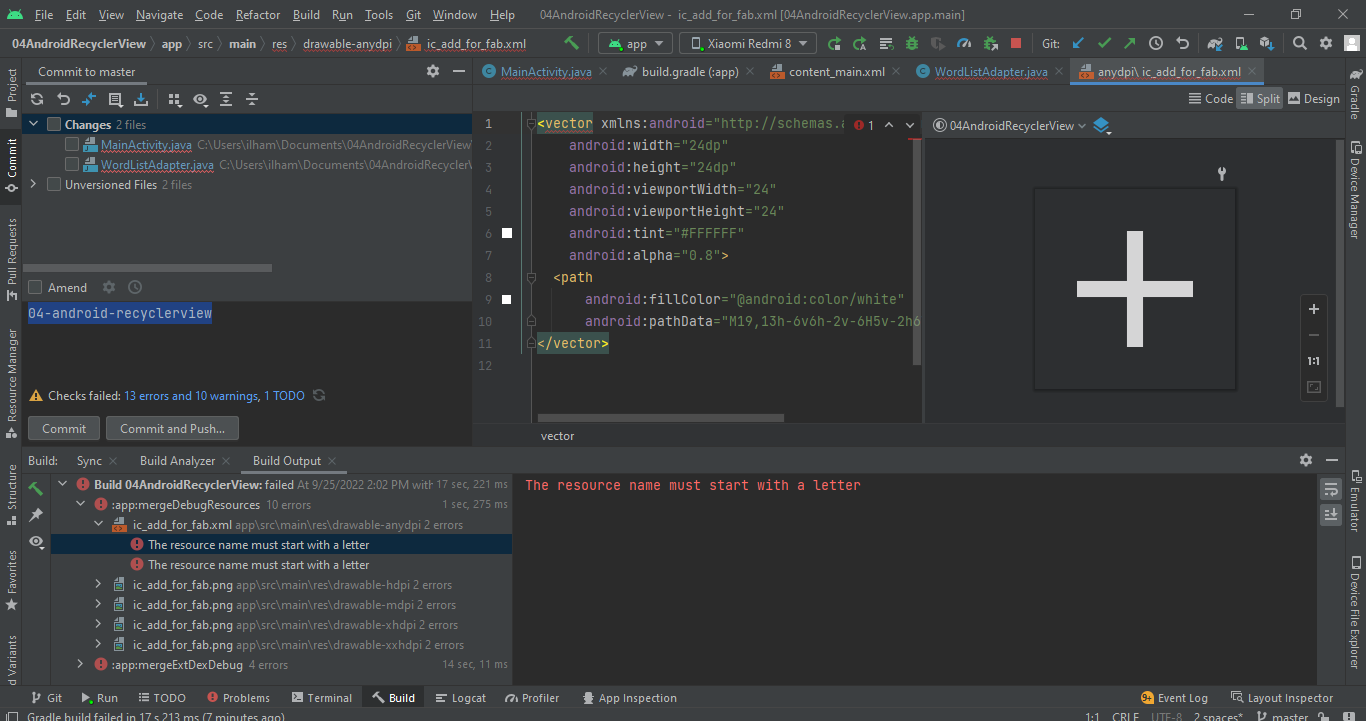 File Edit View Navigate Code Refactor Build Run Tools Git Window Help 04AndroidRecyclerView - ic_add_for_fab.xml [04AndroidRecyclerView.app.main]
04AndroidRecyclerView app src main res drawable-anydpi ic_add_for_fab.xml app Xiaomi Redmi 8 Git:
Commit to master
MainActivity.java build.gradle (:app) content_main.xml WordListAdapter.java anydpi\ ic_add_for_fab.xml
Code Split Design
Changes 2 files
MainActivity.java C:\Users\ilham\Documents\04AndroidRecyclerView
WordListAdapter.java C:\Users\ilham\Documents\04AndroidRecycler\
Unversioned Files 2 files
Amend
04-android-recyclerview
Checks failed: 13 errors and 10 warnings, 1 TODO
Commit Commit and Push...
1 <vector xmlns:android="http://schemas.a 1
2 android:width="24dp"
3 android:height="24dp"
4 android:viewportWidth="24"
5 android:viewportHeight="24"
6 android:tint="#FFFFFF"
7 android:alpha="0.8">
8 <path
9 android:fillColor="@android:color/white"
10 android:pathData="M19,13h-6v6h-2v-6H5v-2h6
11 </vector>
12
vector
04AndroidRecyclerView
1:1
Build: Sync Build Analyzer Build Output
Build 04AndroidRecyclerView: failed At 9/25/2022 2:02 PM with 17 sec, 221 ms
:app:mergeDebugResources 10 errors 1 sec, 275 ms
ic_add_for_fab.xml app\src\main\res\drawable-anydpi 2 errors
The resource name must start with a letter
The resource name must start with a letter
ic_add_for_fab.png app\src\main\res\drawable-hdpi 2 errors
ic_add_for_fab.png app\src\main\res\drawable-mdpi 2 errors
ic_add_for_fab.png app\src\main\res\drawable-xhdpi 2 errors
ic_add_for_fab.png app\src\main\res\drawable-xxhdpi 2 errors
:app:mergeExtDexDebug 4 errors 14 sec, 11 ms
The resource name must start with a letter
Project
Commit
Pull Requests
Resource Manager
Structure
Favorites
d Variants
Gradle
Device Manager
Emulator
Device File Explorer
Git Run TODO Problems Terminal Build Logcat Profiler App Inspection 9+ Event Log Layout Inspector
Gradle build failed in 17 s 213 ms (7 minutes ago) 1:1 CRLF UTF-8 2 spaces* master